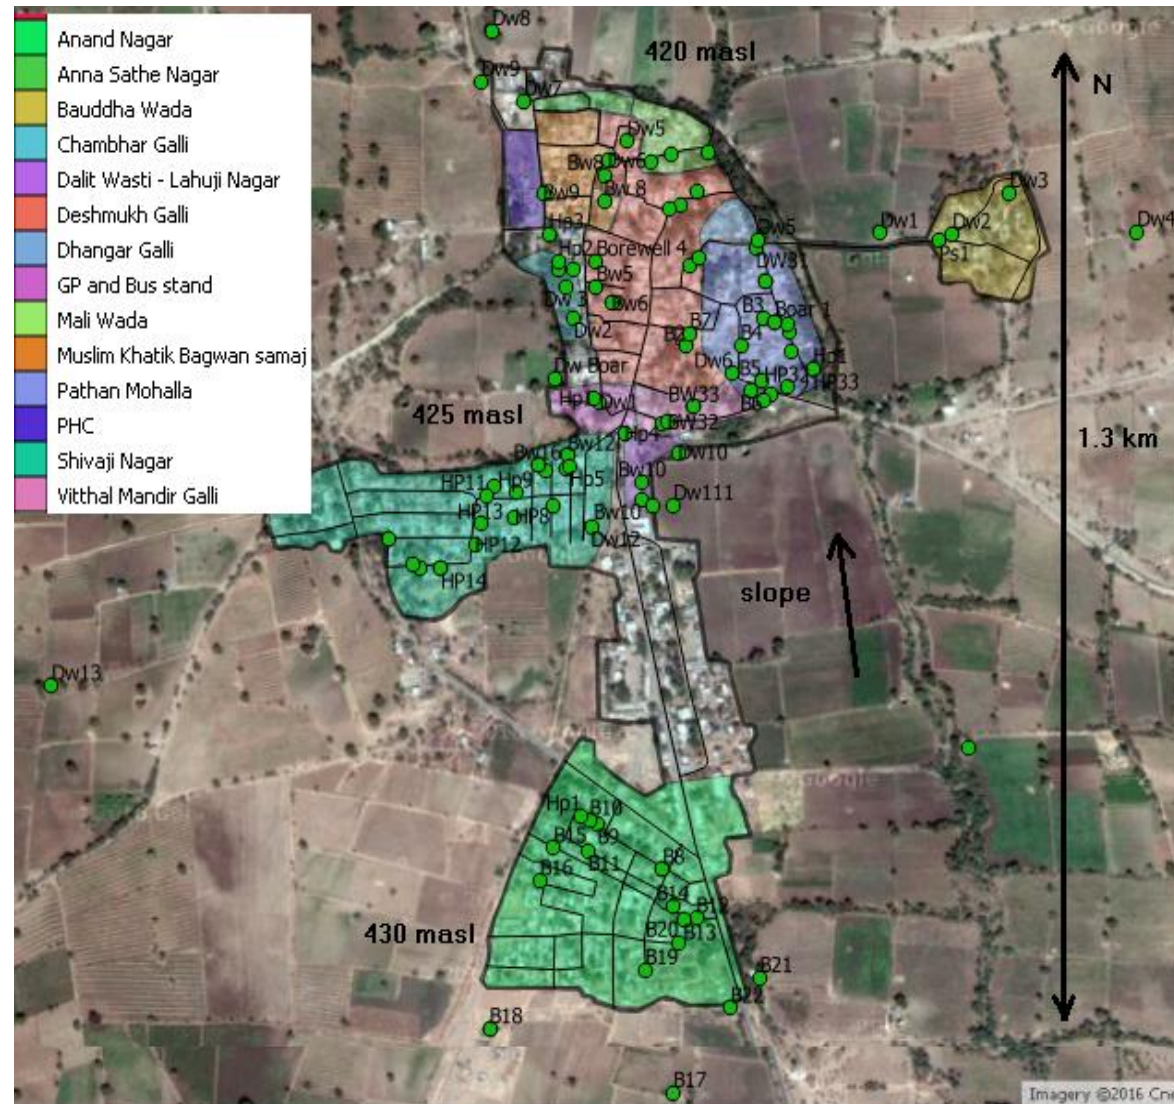 Anand Nagar
Anna Sathe Nagar
Bauddha Wada
Chambhar Galli
Dalit Wasti - Lahuji Nagar
Deshmukh Galli
Dhangar Galli
GP and Bus stand
Mali Wada
Muslim Khatik Bagwan samaj
Pathan Mohalla
PHC
Shivaji Nagar
Vitthal Mandir Galli
Dw8
420 masl
N
Dw9
Dw7
Dw5
Bw8
Dw6
Dw9
Bw 8
Dw3
Hp3
Dw5
Dw1
Dw2
Dw4
Hp2
Borewell 4
DW31
Ps1
Bw5
Dw 3
Dw6
B3
Boar 1
Dw2
B77
B2
B4
Dw Boar
Dw6
B5
HP3
Hp1
HP33
Hp1
Dw1
BW33
425 masl
BW32
1.3 km
Bw12
Hp4
Bw16
Dw10
HP11
Hp9
Hp5
Bw10
HP13
HP8
Bw10
Dw111
HP12
Dw12
HP14
slope
Dw13
Hp1
B10
B15
B9
B11
B16
B8
B14
B12
430 masl
B20
B13
B19
B21
B22
B18
B17
Imagery ©2016 Cn